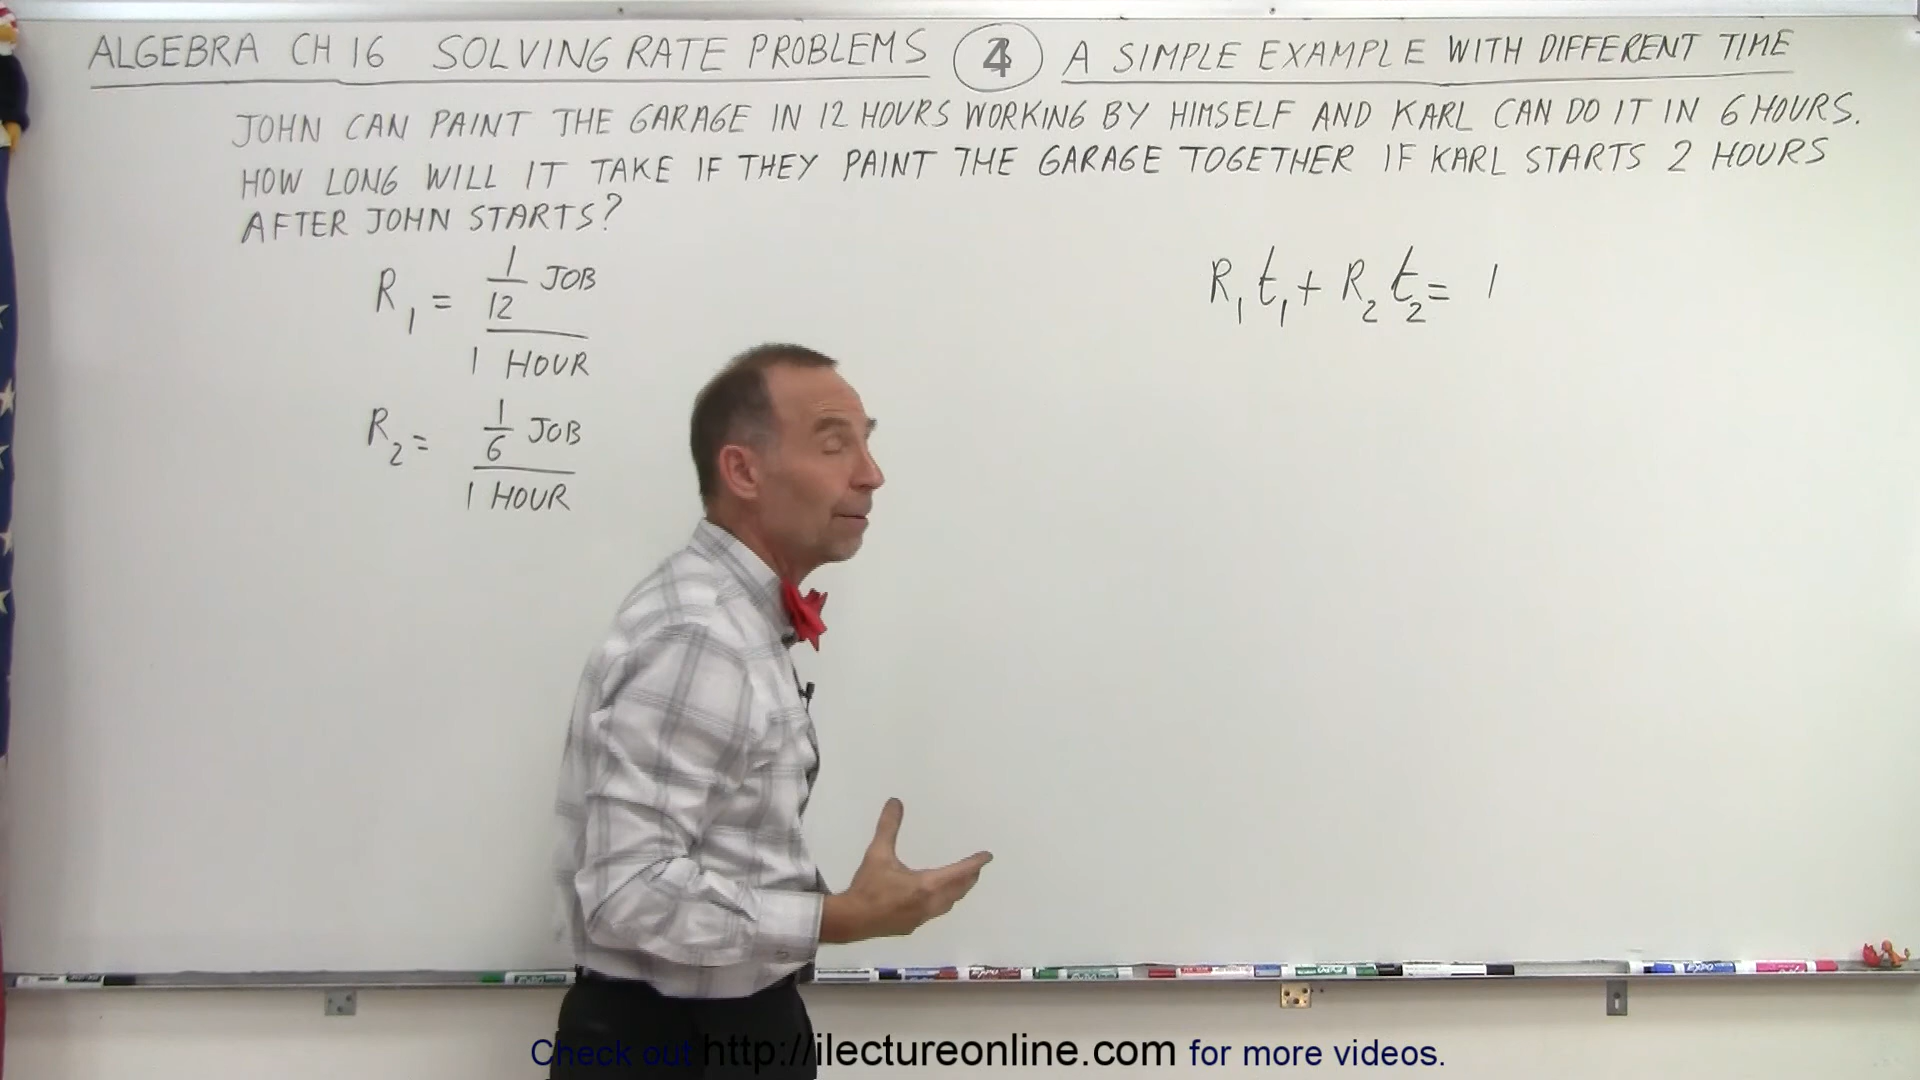 ALGEBRA CH 16 SOLVING RATE PROBLEMS 4 A SIMPLE EXAMPLE WITH DIFFERENT TIME
JOHN CAN PAINT THE GARAGE IN 12 HOURS WORKING BY HIMSELF AND KARL CAN DO IT IN 6 HOURS.
HOW LONG WILL IT TAKE IF THEY PAINT THE GARAGE TOGETHER IF KARL STARTS 2 HOURS
AFTER JOHN STARTS?
R₁ = 1/12 JOB / 1 HOUR
R₂ = 1/6 JOB / 1 HOUR
R₁t₁ + R₂t₂ = 1
Check out http://ilectureonline.com for more videos.